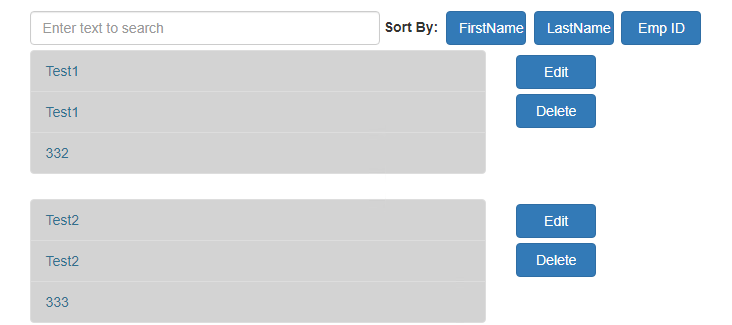 Enter text to search Sort By: FirstName LastName Emp ID
Test1 Edit
Test1 Delete
332
Test2 Edit
Test2 Delete
333